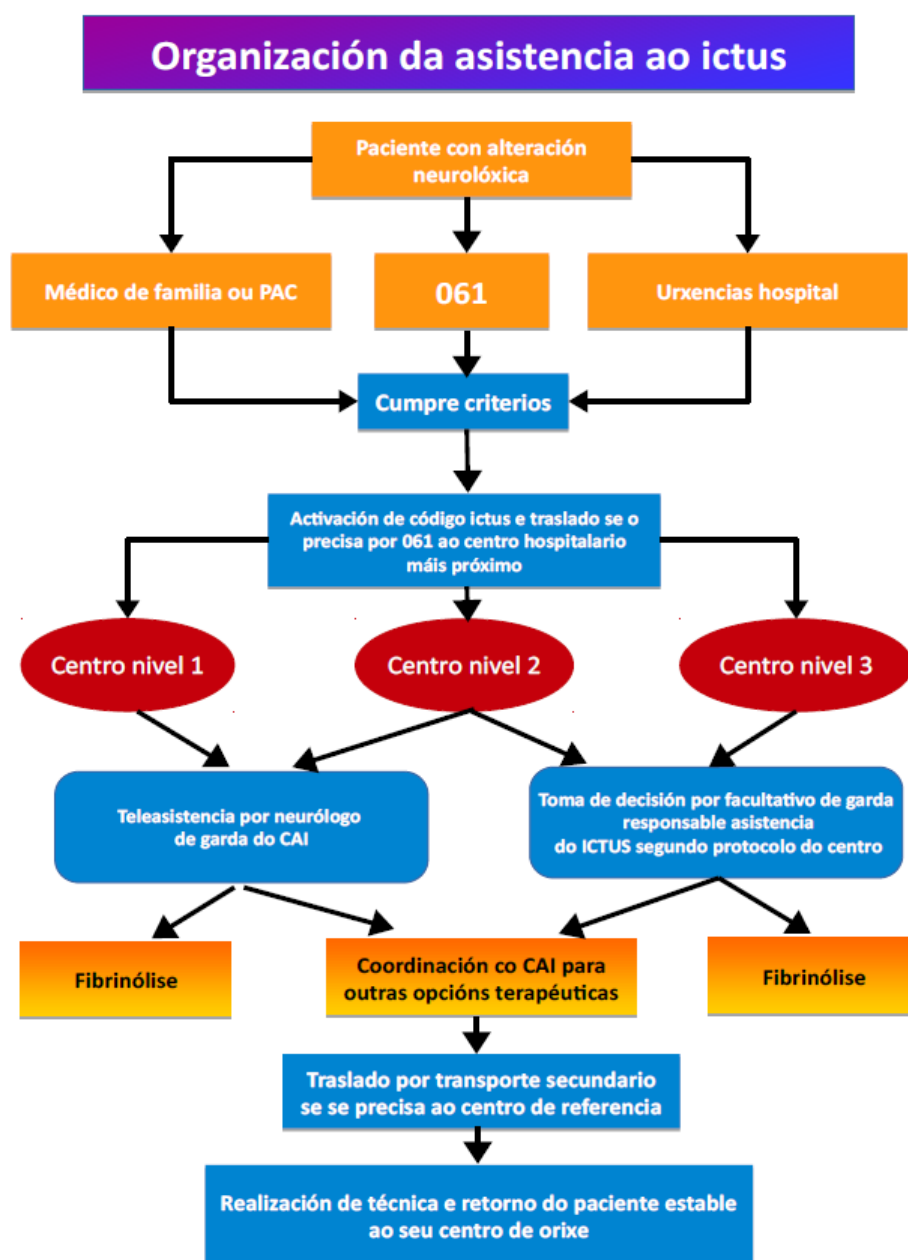 Organización da asistencia ao ictus
Paciente con alteración
neurolóxica
Médico de familia ou PAC
061
Urxencias hospital
Cumpre criterios
Activación de código ictus e traslado se o
precisa por 061 ao centro hospitalario
máis próximo
Centro nivel 1
Centro nivel 2
Centro nivel 3
Teleasistencia por neurólogo
de garda do CAI
Toma de decisión por facultativo de garda
responsable asistencia
do ICTUS segundo protocolo do centro
Fibrinólise
Coordinación co CAI para
outras opcións terapéuticas
Fibrinólise
Traslado por transporte secundario
se se precisa ao centro de referencia
Realización de técnica e retorno do paciente estable
ao seu centro de orixe